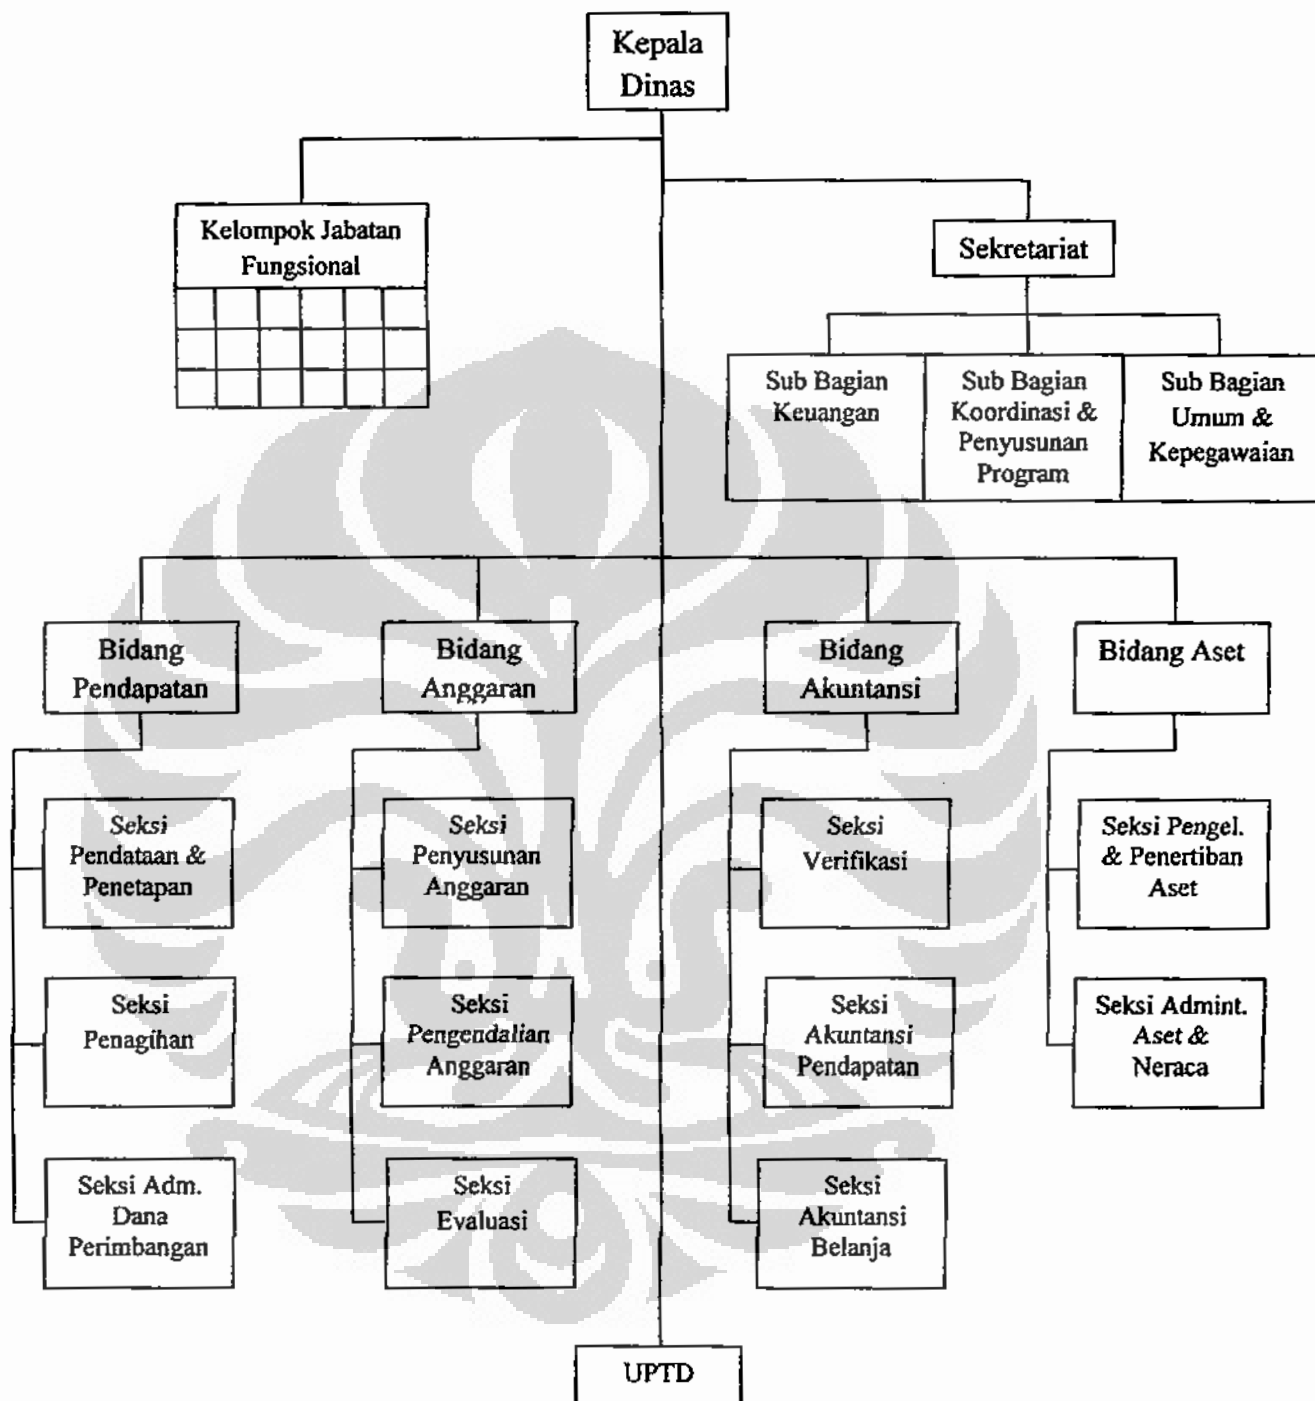 Kepala
Dinas
Kelompok Jabatan
Fungsional
Sekretariat
Sub Bagian
Keuangan
Sub Bagian
Koordinasi &
Penyusunan
Program
Sub Bagian
Umum &
Kepegawaian
Bidang
Pendapatan
Bidang
Anggaran
Bidang
Akuntansi
Bidang Aset
Seksi
Pendataan &
Penetapan
Seksi
Penyusunan
Anggaran
Seksi
Verifikasi
Seksi Pengel.
& Penertiban
Aset
Seksi
Penagihan
Seksi
Pengendalian
Anggaran
Seksi
Akuntansi
Pendapatan
Seksi Admint.
Aset &
Neraca
Seksi Adm.
Dana
Perimbangan
Seksi
Evaluasi
Seksi
Akuntansi
Belanja
UPTD